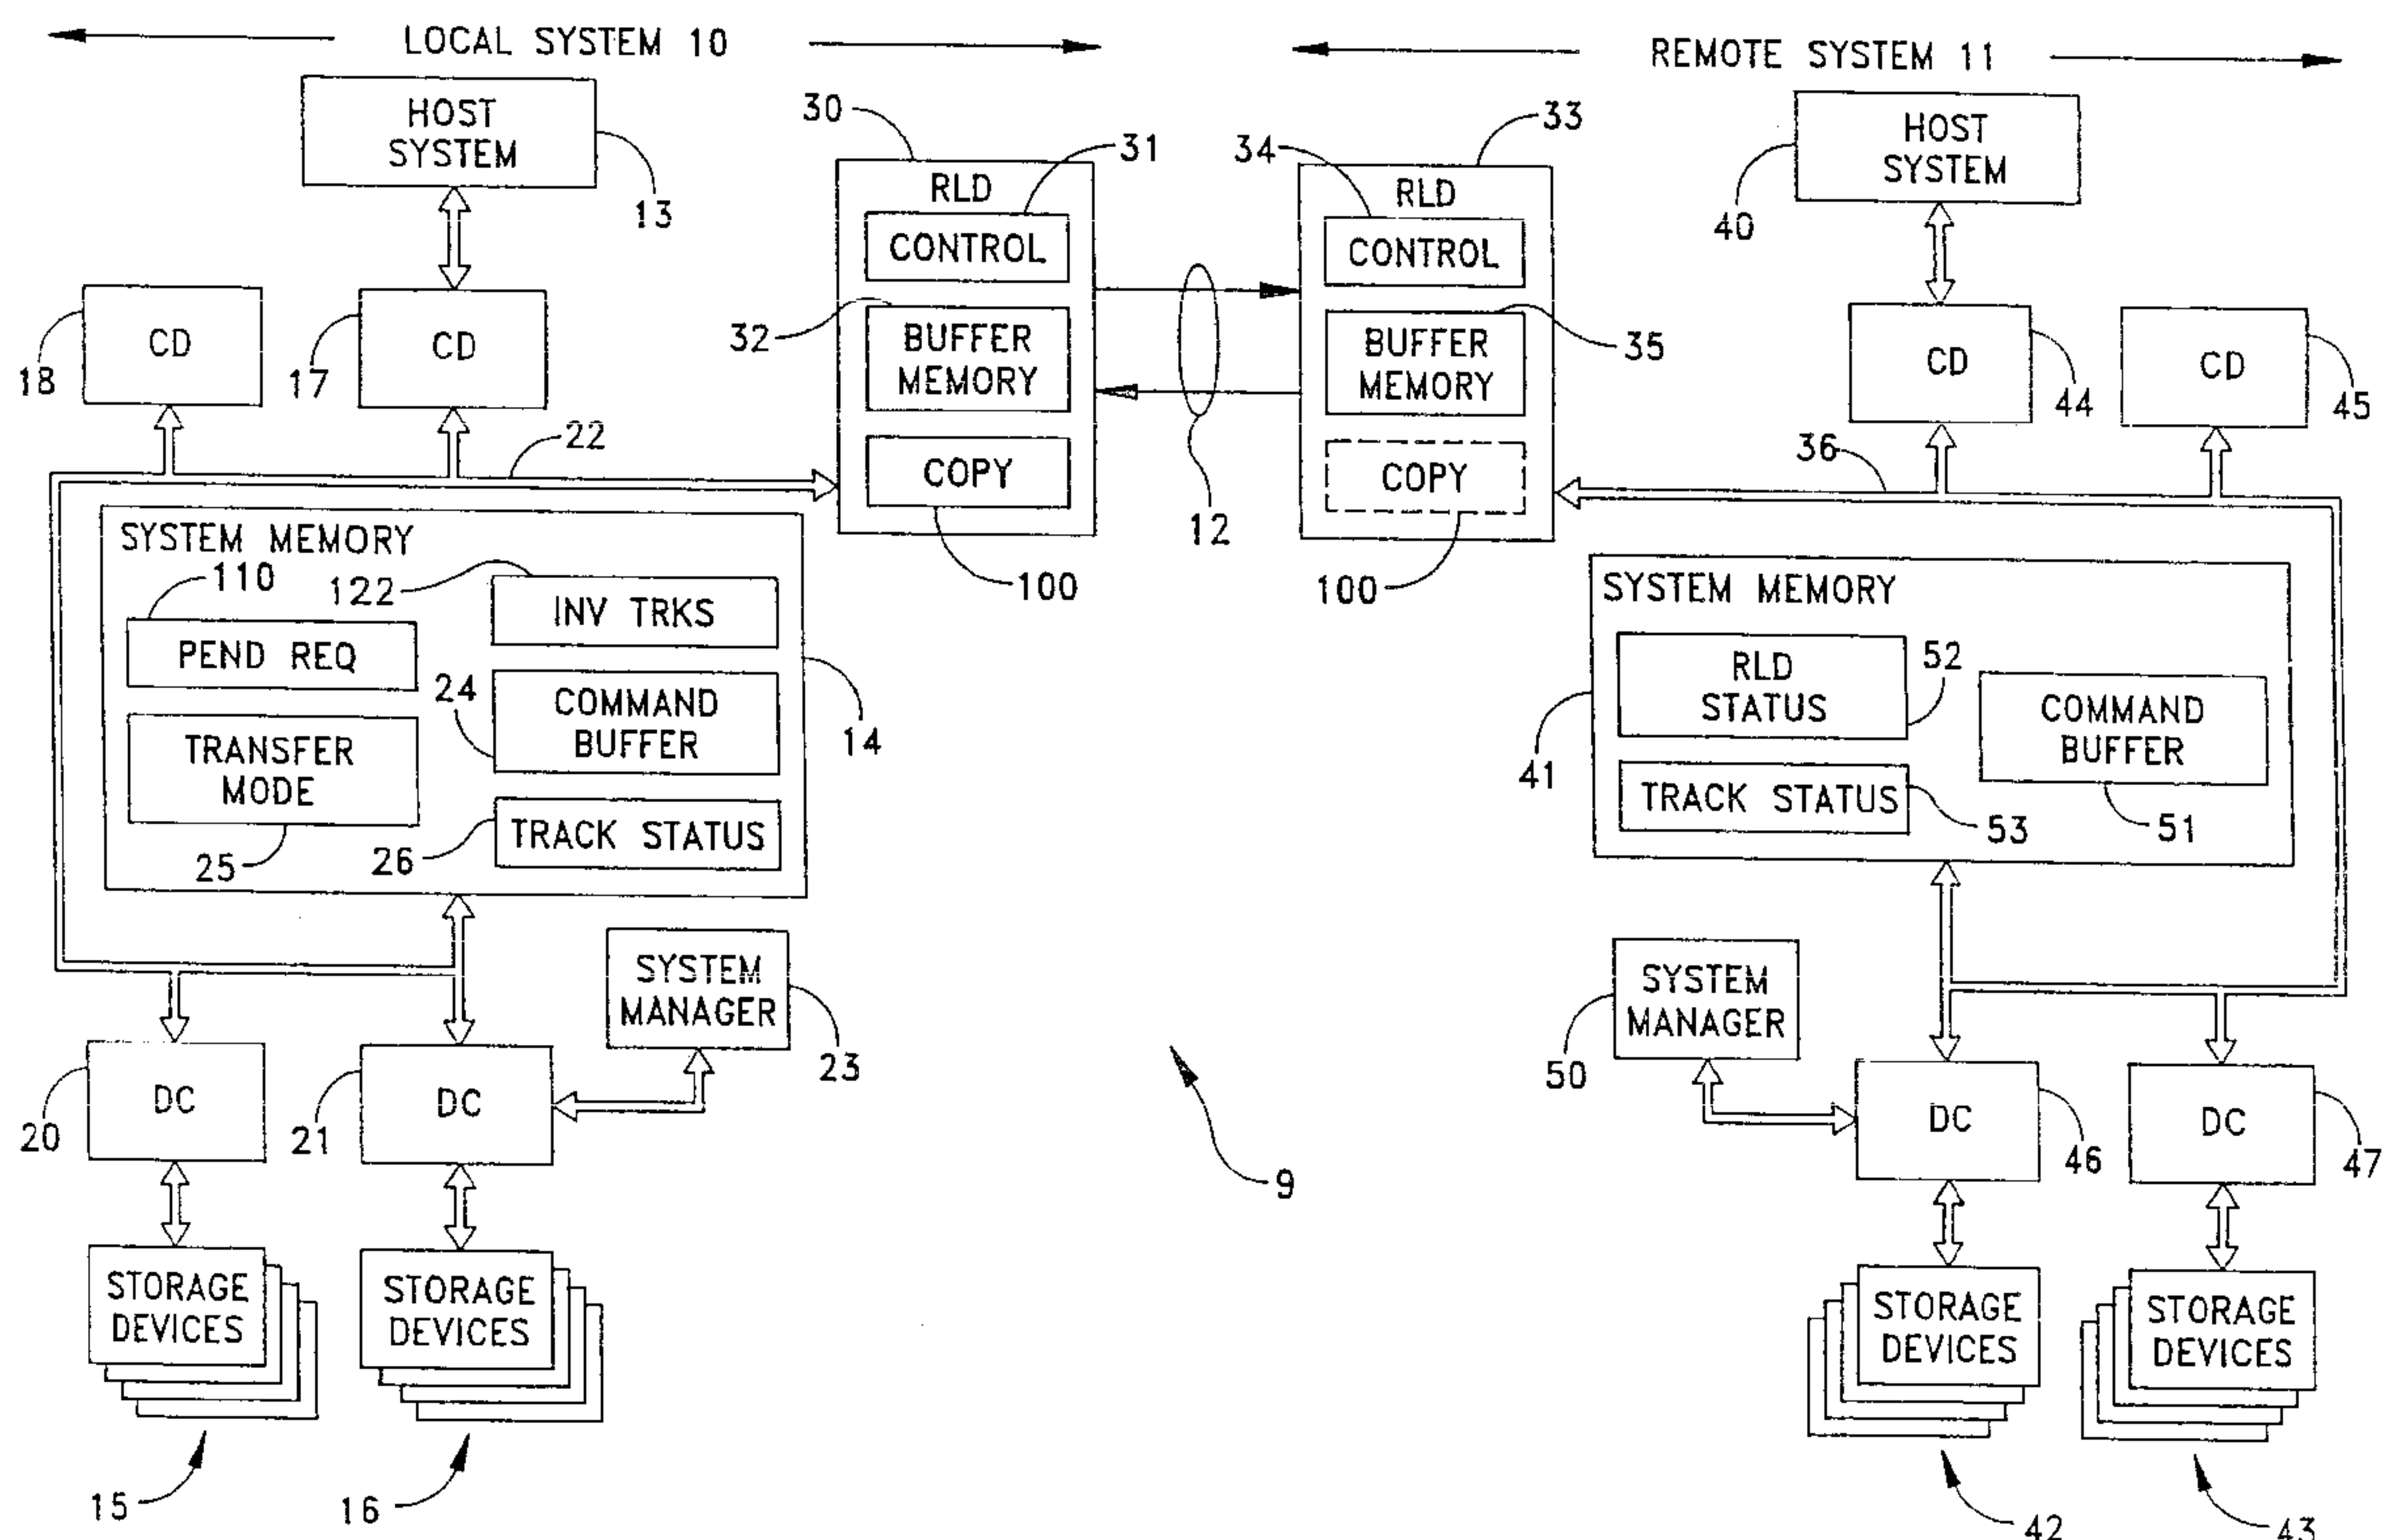 LOCAL SYSTEM 10
REMOTE SYSTEM 11
HOST
SYSTEM
13
30
RLD
31
CONTROL
32
BUFFER
MEMORY
COPY
100
12
33
RLD
34
CONTROL
35
BUFFER
MEMORY
COPY
100
HOST
SYSTEM
40
18
CD
17
CD
22
CD
44
CD
45
36
SYSTEM MEMORY
110
122
INV TRKS
PEND REQ
24
COMMAND
BUFFER
14
TRANSFER
MODE
25
26
TRACK STATUS
SYSTEM MEMORY
RLD
STATUS
52
COMMAND
BUFFER
51
41
TRACK STATUS
53
SYSTEM
MANAGER
23
20
DC
21
DC
9
SYSTEM
MANAGER
50
DC
46
DC
47
STORAGE
DEVICES
15
STORAGE
DEVICES
16
STORAGE
DEVICES
42
STORAGE
DEVICES
43